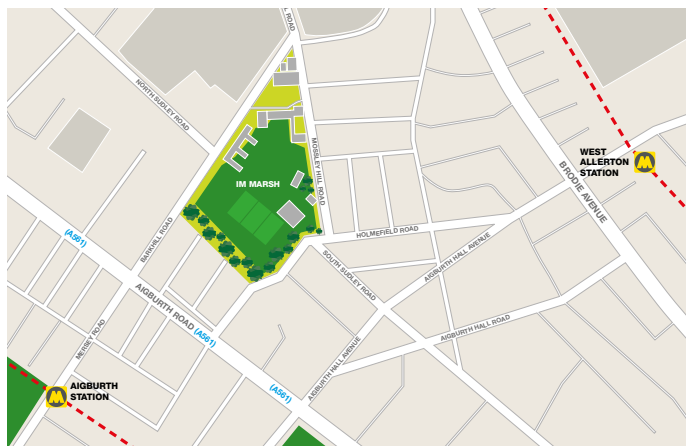 L ROAD
NORTH SUDLEY ROAD
MOSSLEY HILL ROAD
WEST
ALLERTON
STATION
M
BRODIE AVENUE
IM MARSH
BARKHILL ROAD
(A561)
HOLMEFIELD ROAD
AIGBURTH HALL AVENUE
SOUTH SUDLEY ROAD
AIGBURTH ROAD
(A561)
AIGBURTH HALL ROAD
MERSEY ROAD
AIGBURTH HALL AVENUE
M
AIGBURTH
STATION
(A561)